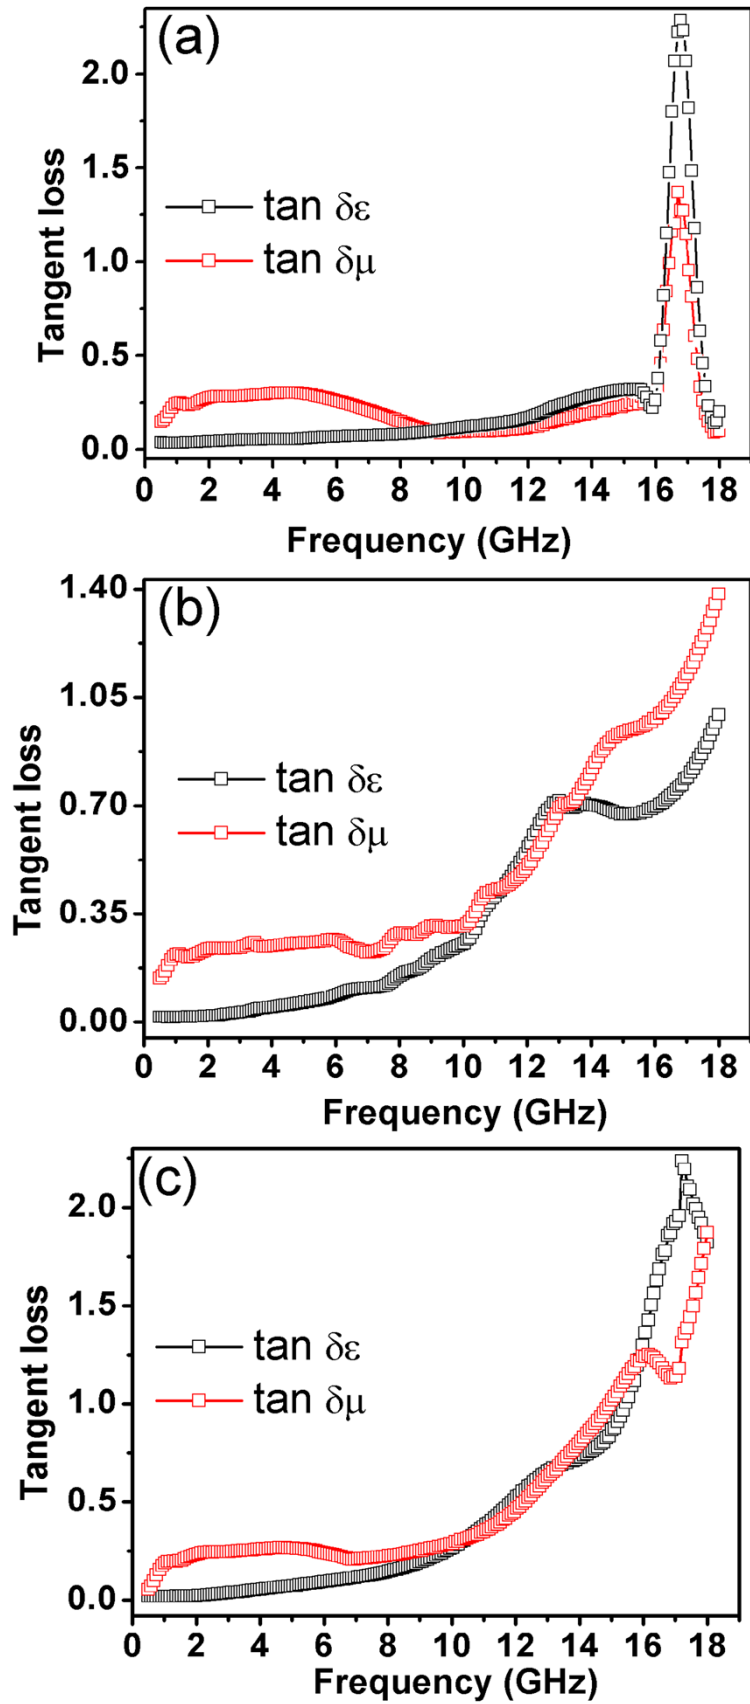 (a)
2.0
1.5
1.0
0.5
0.0
Tangent loss
tan δε
tan δμ
0 2 4 6 8 10 12 14 16 18
Frequency (GHz)
(b)
1.40
1.05
0.70
0.35
0.00
Tangent loss
tan δε
tan δμ
0 2 4 6 8 10 12 14 16 18
Frequency (GHz)
(c)
2.0
1.5
1.0
0.5
0.0
Tangent loss
tan δε
tan δμ
0 2 4 6 8 10 12 14 16 18
Frequency (GHz)